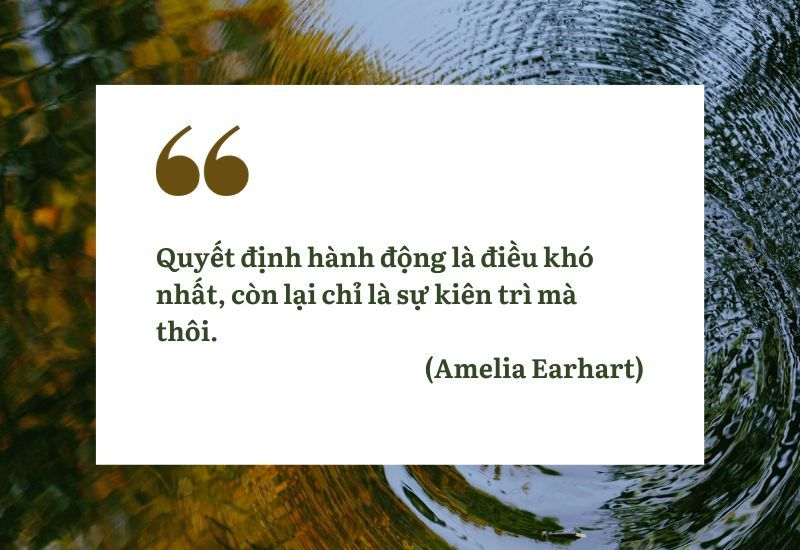 “
Quyết định hành động là điều khó
nhất, còn lại chỉ là sự kiên trì mà
thôi.
(Amelia Earhart)